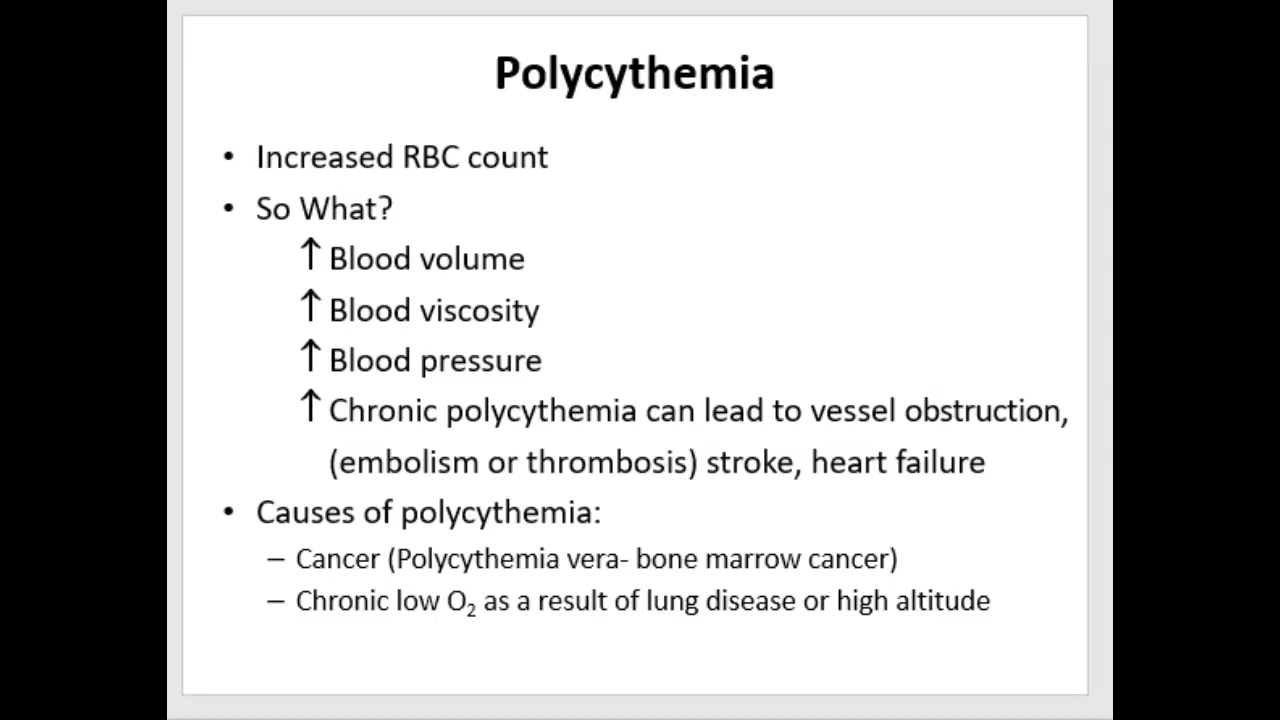 Polycythemia
• Increased RBC count
• So What?
↑ Blood volume
↑ Blood viscosity
↑ Blood pressure
↑ Chronic polycythemia can lead to vessel obstruction,
(embolism or thrombosis) stroke, heart failure
• Causes of polycythemia:
– Cancer (Polycythemia vera- bone marrow cancer)
– Chronic low O₂ as a result of lung disease or high altitude